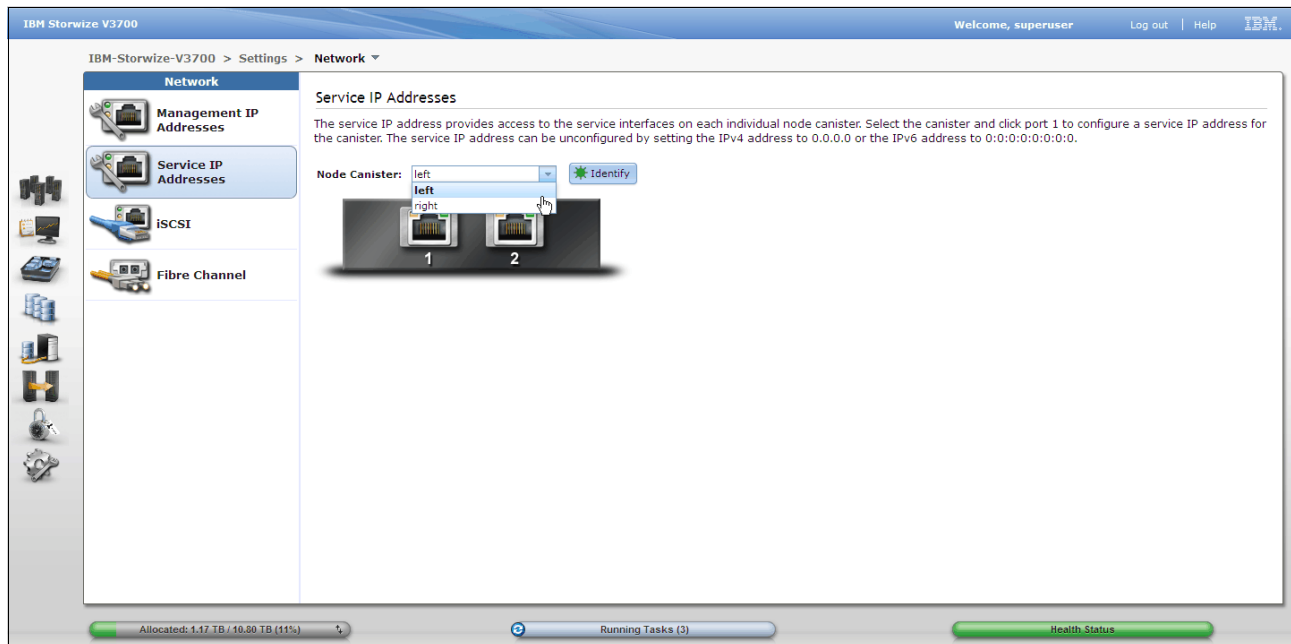 IBM Storwize V3700
Welcome, superuser
Log out | Help
IBM.
IBM-Storwize-V3700 > Settings > Network
Network
Management IP
Addresses
Service IP
Addresses
iSCSI
Fibre Channel
Service IP Addresses
The service IP address provides access to the service interfaces on each individual node canister. Select the canister and click port 1 to configure a service IP address for
the canister. The service IP address can be unconfigured by setting the IPv4 address to 0.0.0.0 or the IPv6 address to 0:0:0:0:0:0:0:0.
Node Canister: left
Identify
left
right
1 2
Allocated: 1.17 TB / 10.80 TB (11%)
Running Tasks (3)
Health Status